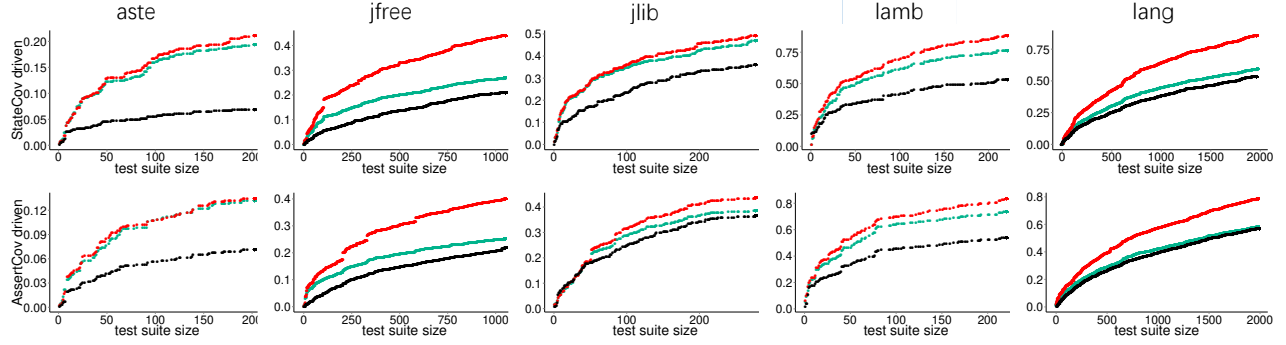 aste jfree jlib lamb lang
StateCov driven
0.20 0.15 0.10 0.05 0.00
0 50 100 150 200
test suite size
0.4 0.3 0.2 0.1 0.0
0 250 500 750 1000
test suite size
0.5 0.4 0.3 0.2 0.1 0.0
0 100 200
test suite size
0.75 0.50 0.25 0.00
0 50 100 150 200
test suite size
0.75 0.50 0.25 0.00
0 500 1000 1500 2000
test suite size
AssertCov driven
0.12 0.09 0.06 0.03 0.00
0 50 100 150 200
test suite size
0.4 0.3 0.2 0.1 0.0
0 250 500 750 1000
test suite size
0.4 0.3 0.2 0.1 0.0
0 100 200
test suite size
0.8 0.6 0.4 0.2 0.0
0 50 100 150 200
test suite size
0.8 0.6 0.4 0.2 0.0
0 500 1000 1500 2000
test suite size